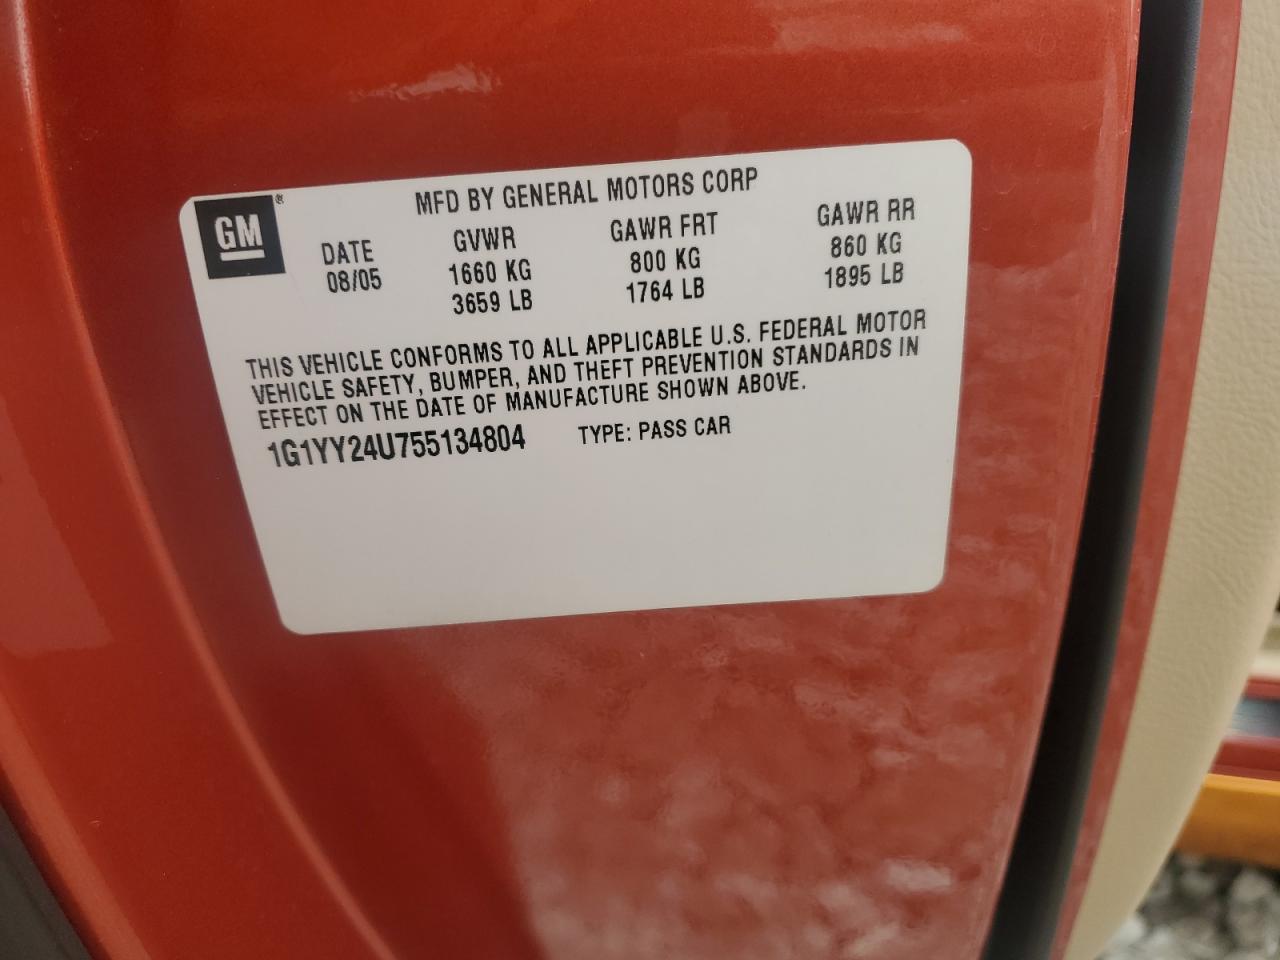 GM®
MFD BY GENERAL MOTORS CORP
DATE GVWR GAWR FRT GAWR RR
08/05 1660 KG 800 KG 860 KG
3659 LB 1764 LB 1895 LB
THIS VEHICLE CONFORMS TO ALL APPLICABLE U.S. FEDERAL MOTOR
VEHICLE SAFETY, BUMPER, AND THEFT PREVENTION STANDARDS IN
EFFECT ON THE DATE OF MANUFACTURE SHOWN ABOVE.
1G1YY24U755134804 TYPE: PASS CAR